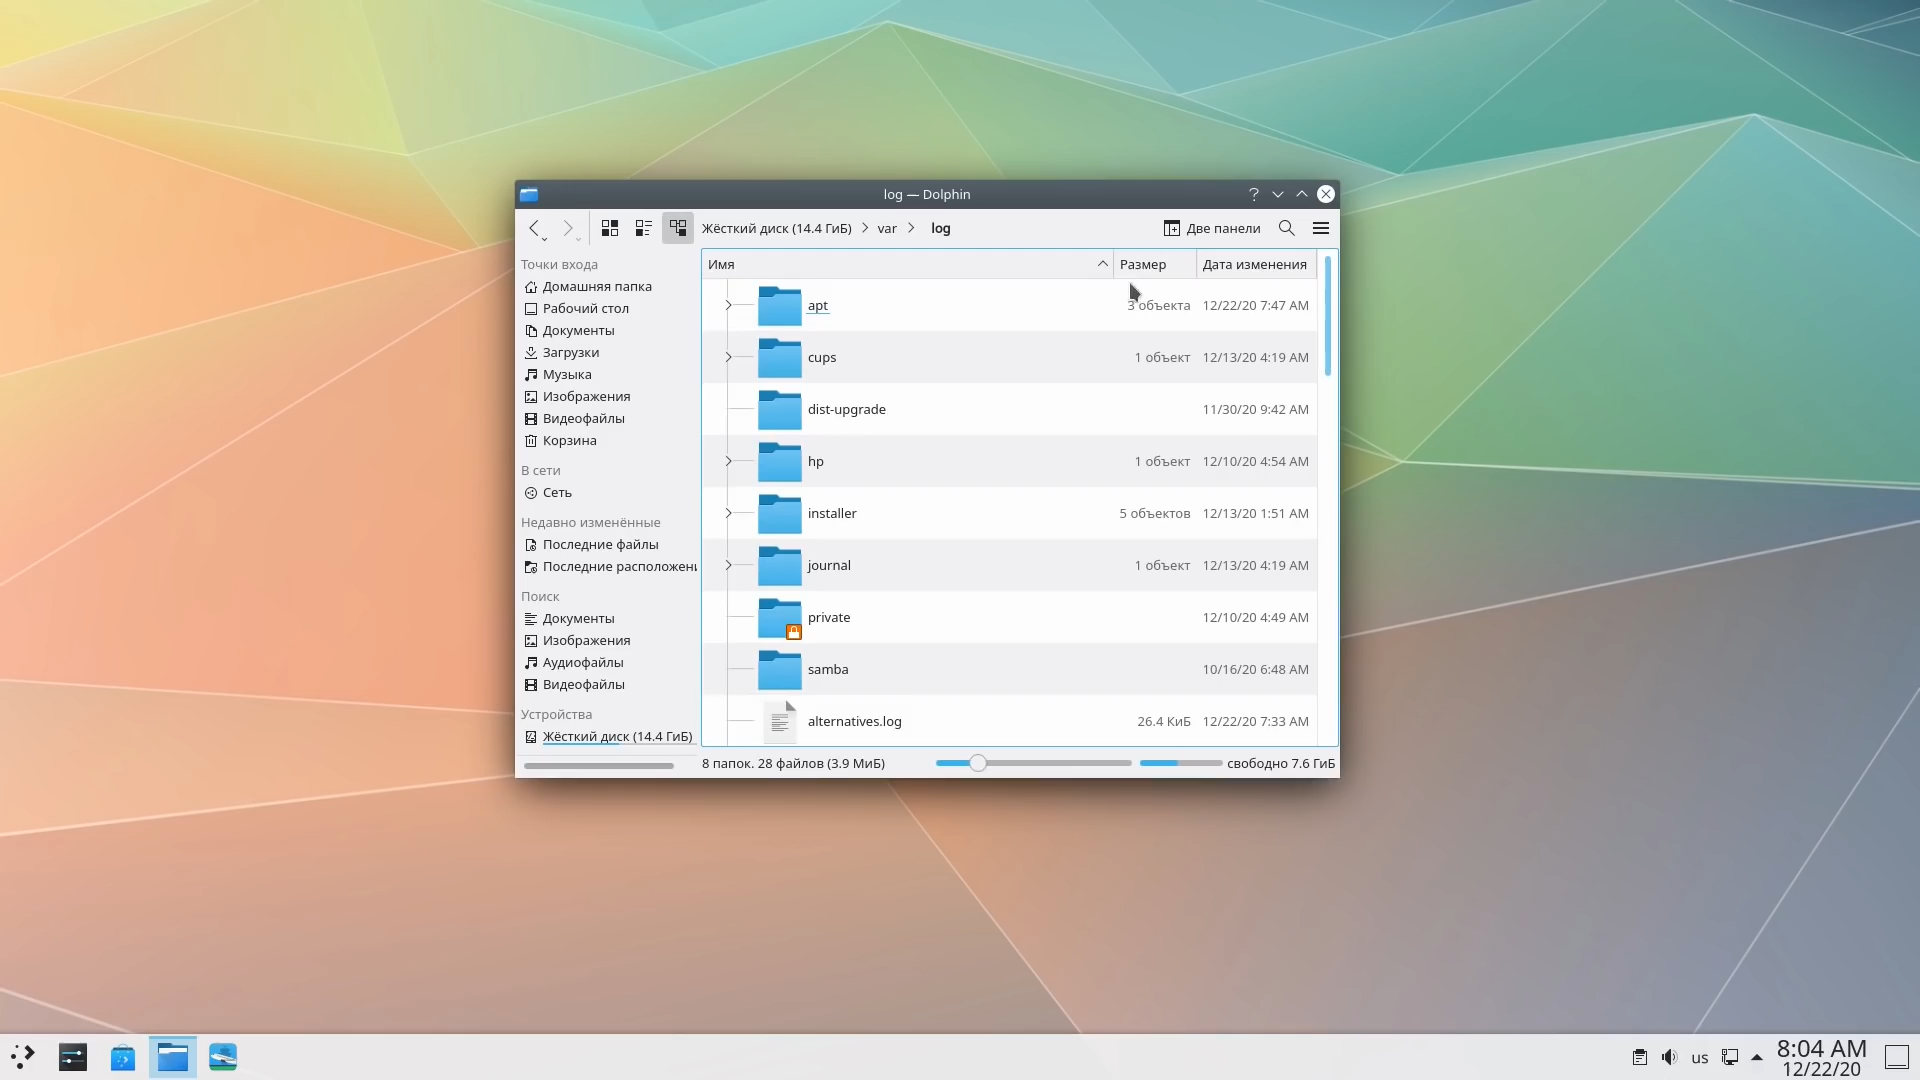 log — Dolphin
Жёсткий диск (14.4 ГиБ) var log Две панели
Точки входа
Домашняя папка
Рабочий стол
Документы
Загрузки
Музыка
Изображения
Видеофайлы
Корзина
В сети
Сеть
Недавно изменённые
Последние файлы
Последние расположен
Поиск
Документы
Изображения
Аудиофайлы
Видеофайлы
Устройства
Жёсткий диск (14.4 ГиБ)
Имя Размер Дата изменения
apt 3 объекта 12/22/20 7:47 AM
cups 1 объект 12/13/20 4:19 AM
dist-upgrade 11/30/20 9:42 AM
hp 1 объект 12/10/20 4:54 AM
installer 5 объектов 12/13/20 1:51 AM
journal 1 объект 12/13/20 4:19 AM
private 12/10/20 4:49 AM
samba 10/16/20 6:48 AM
alternatives.log 26.4 КиБ 12/22/20 7:33 AM
8 папок. 28 файлов (3.9 МиБ) свободно 7.6 ГиБ
us 8:04 AM
12/22/20